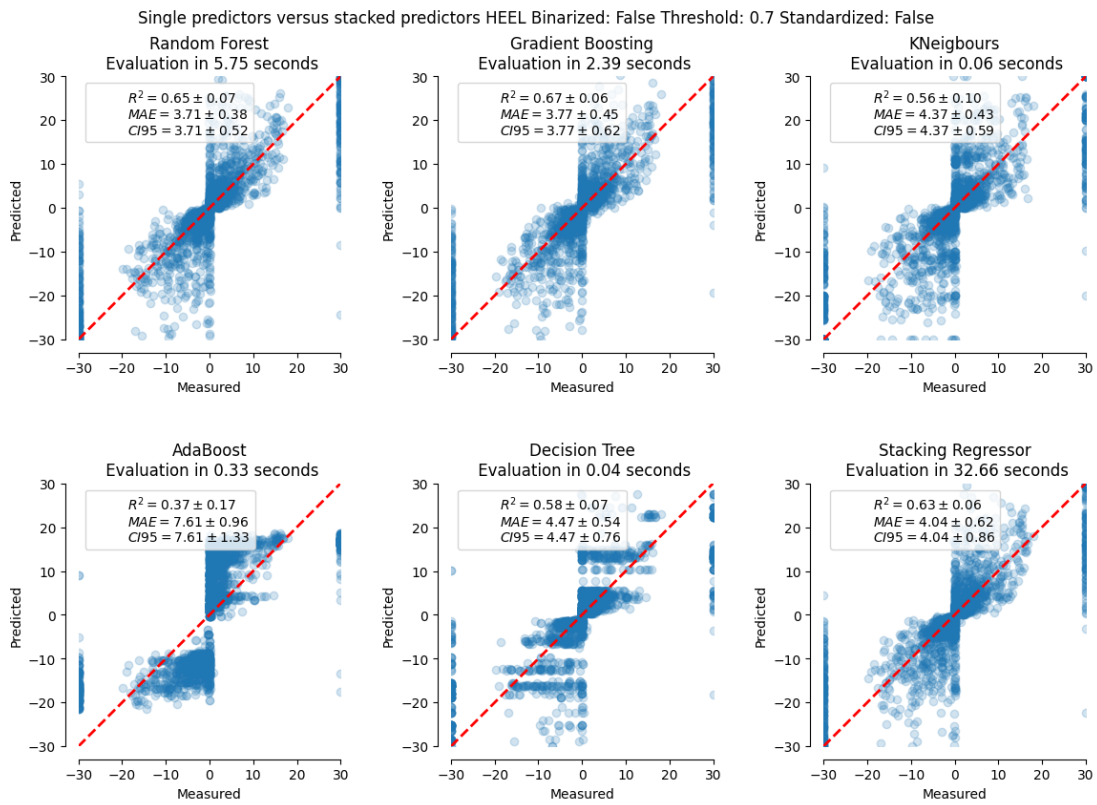 Single predictors versus stacked predictors HEEL Binarized: False Threshold: 0.7 Standardized: False
Random Forest
Evaluation in 5.75 seconds
R² = 0.65 ± 0.07
MAE = 3.71 ± 0.38
CI95 = 3.71 ± 0.52
30
20
10
0
−10
−20
−30
Predicted
−30 −20 −10 0 10 20 30
Measured
Gradient Boosting
Evaluation in 2.39 seconds
R² = 0.67 ± 0.06
MAE = 3.77 ± 0.45
CI95 = 3.77 ± 0.62
30
20
10
0
−10
−20
−30
Predicted
−30 −20 −10 0 10 20 30
Measured
KNeigbours
Evaluation in 0.06 seconds
R² = 0.56 ± 0.10
MAE = 4.37 ± 0.43
CI95 = 4.37 ± 0.59
30
20
10
0
−10
−20
−30
Predicted
−30 −20 −10 0 10 20 30
Measured
AdaBoost
Evaluation in 0.33 seconds
R² = 0.37 ± 0.17
MAE = 7.61 ± 0.96
CI95 = 7.61 ± 1.33
30
20
10
0
−10
−20
−30
Predicted
−30 −20 −10 0 10 20 30
Measured
Decision Tree
Evaluation in 0.04 seconds
R² = 0.58 ± 0.07
MAE = 4.47 ± 0.54
CI95 = 4.47 ± 0.76
30
20
10
0
−10
−20
−30
Predicted
−30 −20 −10 0 10 20 30
Measured
Stacking Regressor
Evaluation in 32.66 seconds
R² = 0.63 ± 0.06
MAE = 4.04 ± 0.62
CI95 = 4.04 ± 0.86
30
20
10
0
−10
−20
−30
Predicted
−30 −20 −10 0 10 20 30
Measured